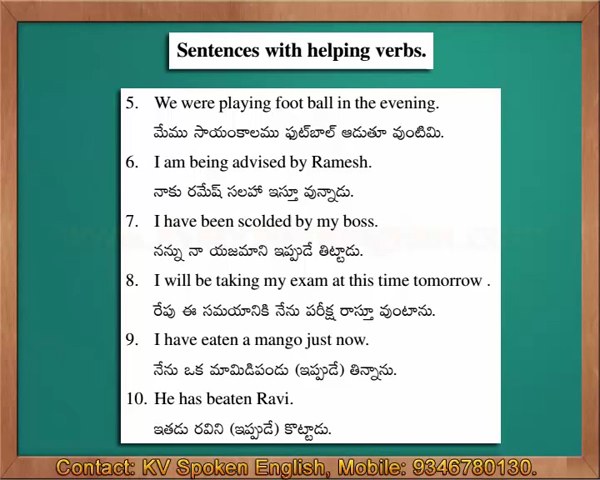 Sentences with helping verbs.
5. We were playing foot ball in the evening.
మేము సాయంకాలము ఫుట్‌బాల్ ఆడుతూ వుంటిమి.
6. I am being advised by Ramesh.
నాకు రమేష్ సలహా ఇస్తూ వున్నాడు.
7. I have been scolded by my boss.
నన్ను నా యజమాని ఇప్పుడే తిట్టాడు.
8. I will be taking my exam at this time tomorrow .
రేపు ఈ సమయానికి నేను పరీక్ష రాస్తూ వుంటాను.
9. I have eaten a mango just now.
నేను ఒక మామిడిపండు (ఇప్పుడే) తిన్నాను.
10. He has beaten Ravi.
ఇతడు రవిని (ఇప్పుడే) కొట్టాడు.
Contact: KV Spoken English, Mobile: 9346780130.